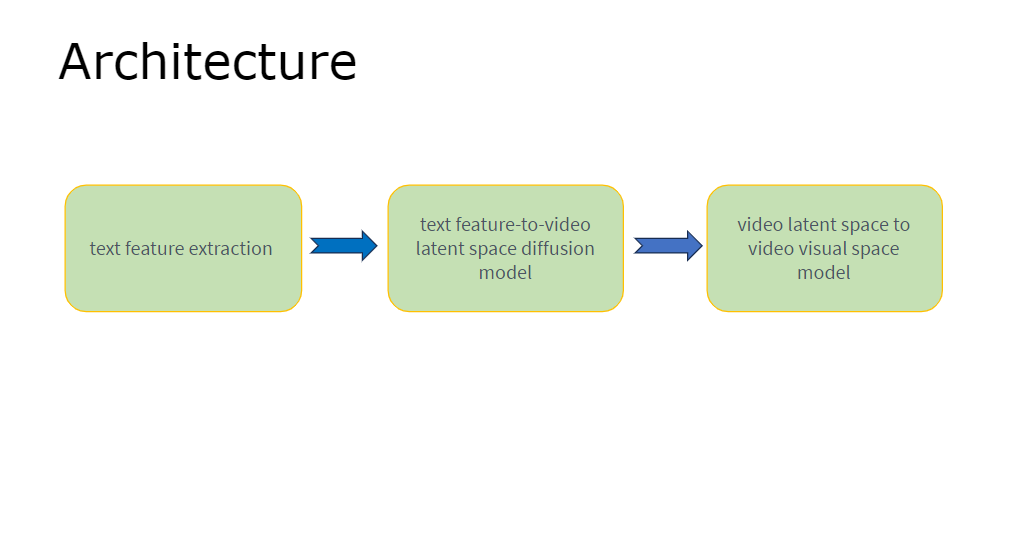 Architecture
text feature extraction
text feature-to-video
latent space diffusion
model
video latent space to
video visual space
model